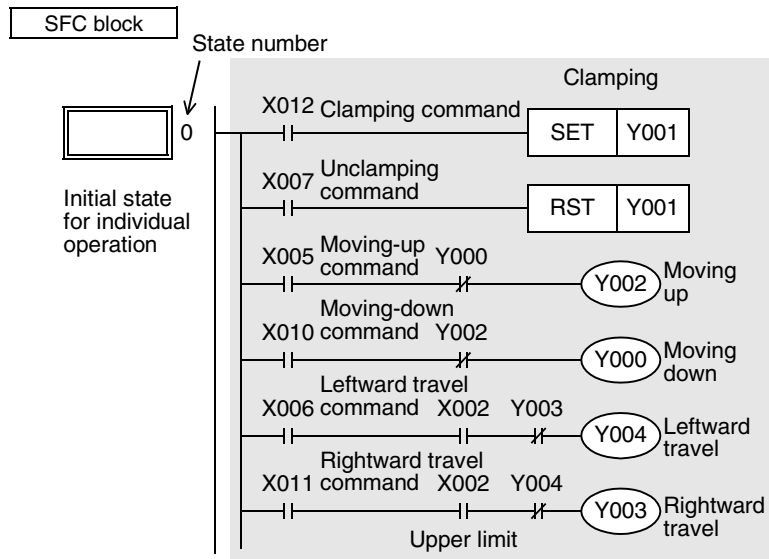 SFC block
State number
Clamping
X012 Clamping command
SET Y001
0
X007 Unclamping command
RST Y001
Initial state
for individual
operation
X005 Moving-up command Y000
Y002 Moving up
Moving-down
X010 command Y002
Y000 Moving down
Leftward travel
X006 command X002 Y003
Y004 Leftward travel
Rightward travel
X011 command X002 Y004
Y003 Rightward travel
Upper limit